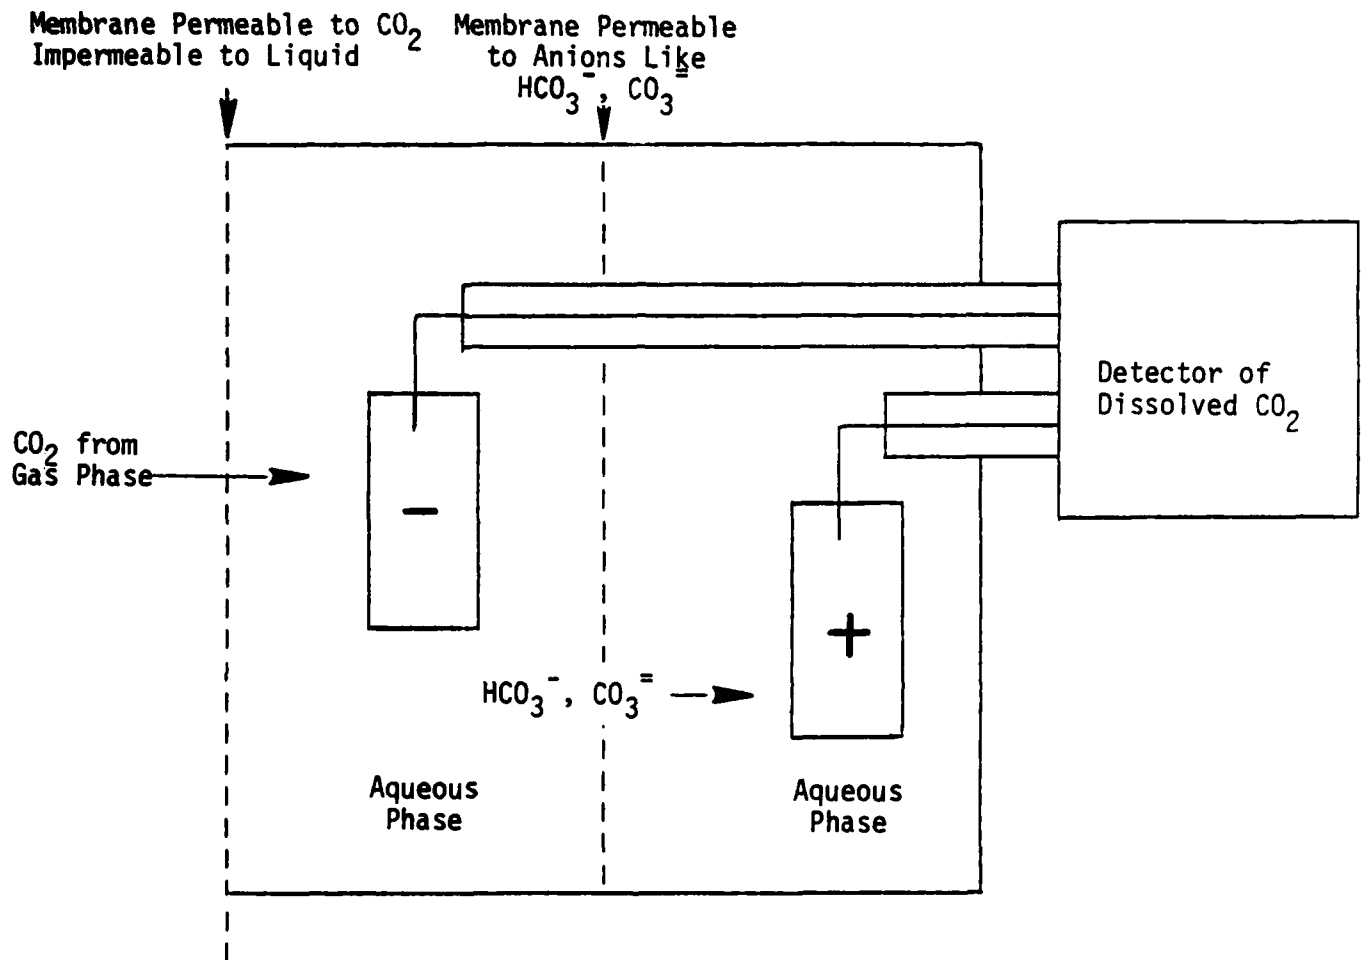 Membrane Permeable to CO₂
Impermeable to Liquid
Membrane Permeable
to Anions Like
HCO₃⁻, CO₃⁼
Detector of
Dissolved CO₂
CO₂ from
Gas Phase
−
+
HCO₃⁻, CO₃⁼
Aqueous
Phase
Aqueous
Phase